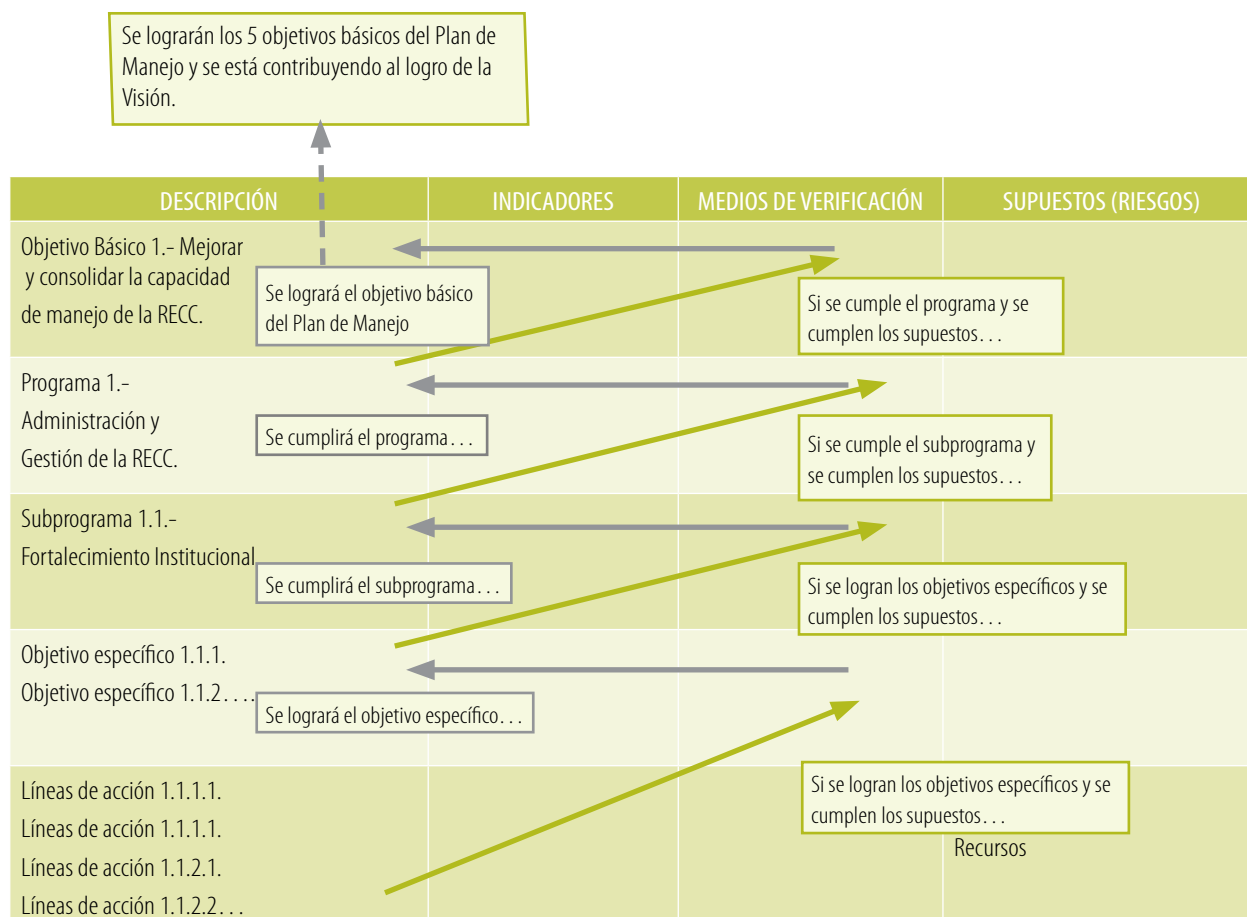 Se lograrán los 5 objetivos básicos del Plan de
Manejo y se está contribuyendo al logro de la
Visión.
DESCRIPCIÓN INDICADORES MEDIOS DE VERIFICACIÓN SUPUESTOS (RIESGOS)
Objetivo Básico 1.- Mejorar
y consolidar la capacidad
de manejo de la RECC.
Se logrará el objetivo básico
del Plan de Manejo
Si se cumple el programa y se
cumplen los supuestos...
Programa 1.-
Administración y
Gestión de la RECC.
Se cumplirá el programa...
Si se cumple el subprograma y
se cumplen los supuestos...
Subprograma 1.1.-
Fortalecimiento Institucional
Se cumplirá el subprograma...
Si se logran los objetivos específicos y se
cumplen los supuestos...
Objetivo específico 1.1.1.
Objetivo específico 1.1.2....
Se logrará el objetivo específico...
Si se logran los objetivos específicos y se
cumplen los supuestos...
Recursos
Líneas de acción 1.1.1.1.
Líneas de acción 1.1.1.1.
Líneas de acción 1.1.2.1.
Líneas de acción 1.1.2.2...